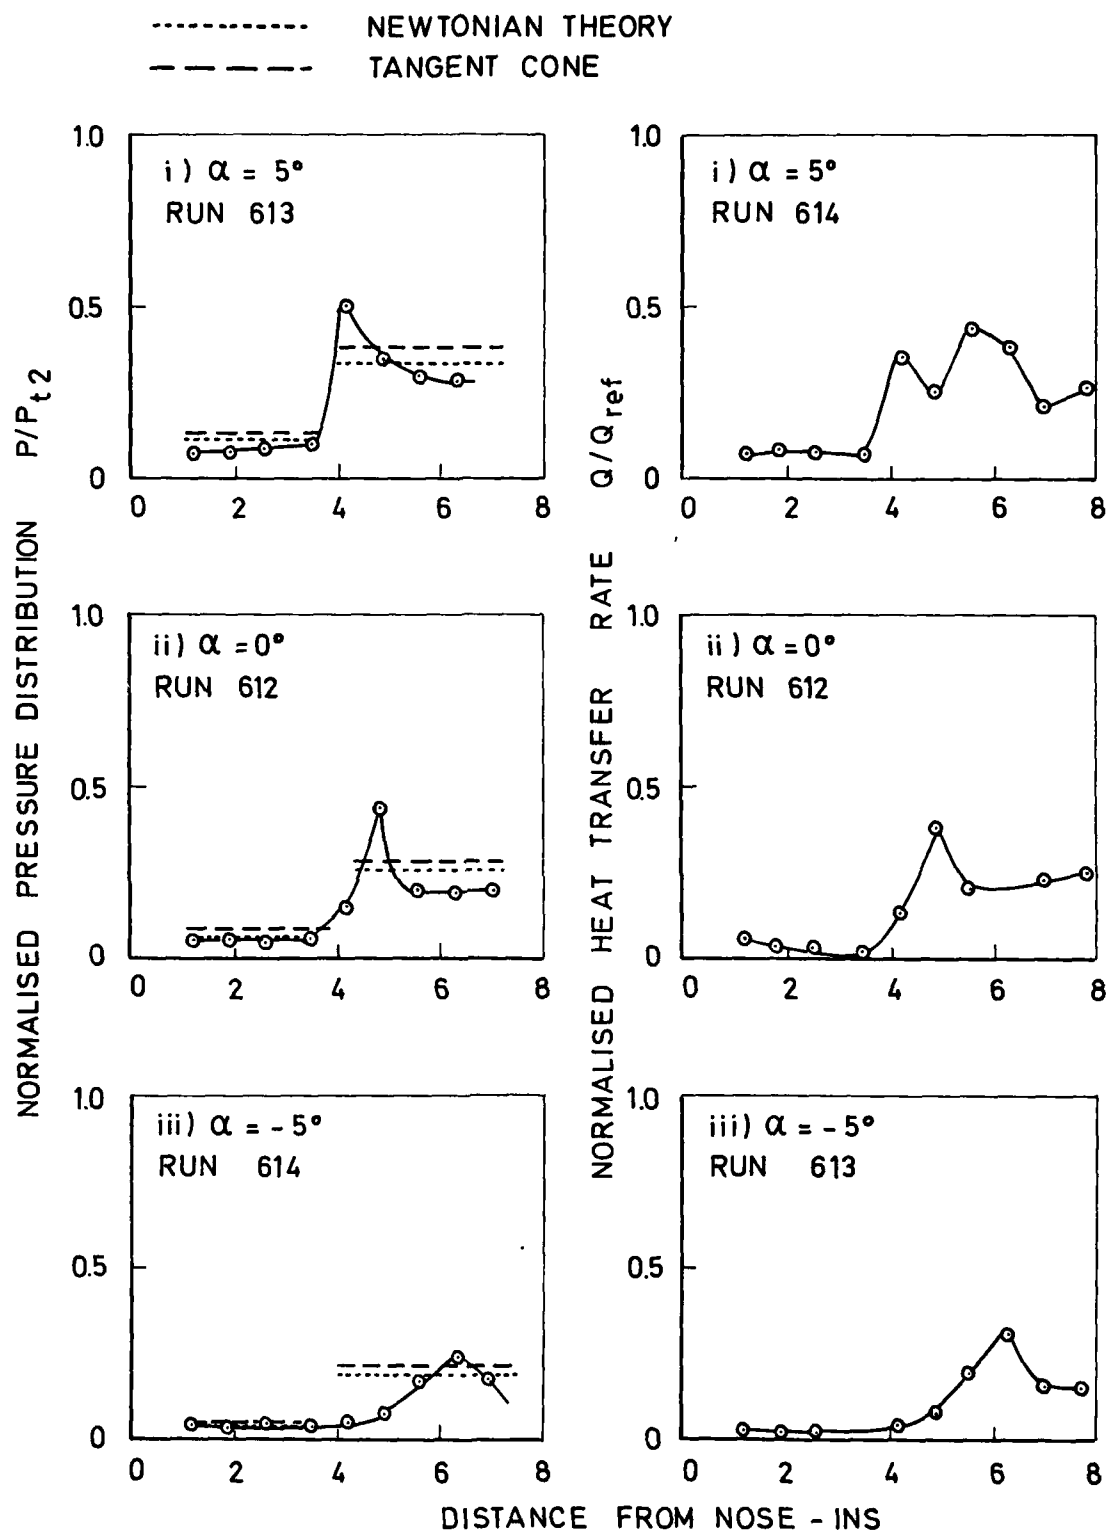 NEWTONIAN THEORY
TANGENT CONE
NORMALISED PRESSURE DISTRIBUTION P/Pt2
1.0
0.5
0
i) α = 5°
RUN 613
0 2 4 6 8
1.0
0.5
0
ii) α = 0°
RUN 612
0 2 4 6 8
1.0
0.5
0
iii) α = - 5°
RUN 614
0 2 4 6 8
NORMALISED HEAT TRANSFER RATE Q/Qref
1.0
0.5
0
i) α = 5°
RUN 614
0 2 4 6 8
1.0
0.5
0
ii) α = 0°
RUN 612
0 2 4 6 8
1.0
0.5
0
iii) α = - 5°
RUN 613
0 2 4 6 8
DISTANCE FROM NOSE - INS